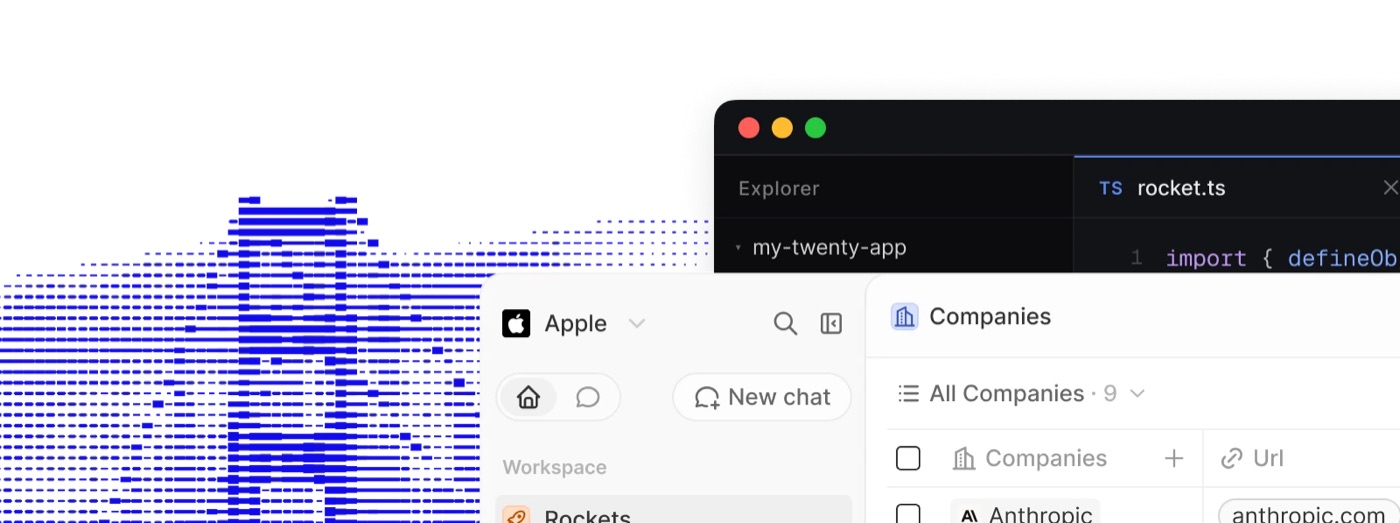 Explorer
TS rocket.ts
my-twenty-app
1 import { defineOb
Apple
New chat
Workspace
Rockets
Companies
All Companies · 9
Companies
Url
Anthropic
anthropic.com